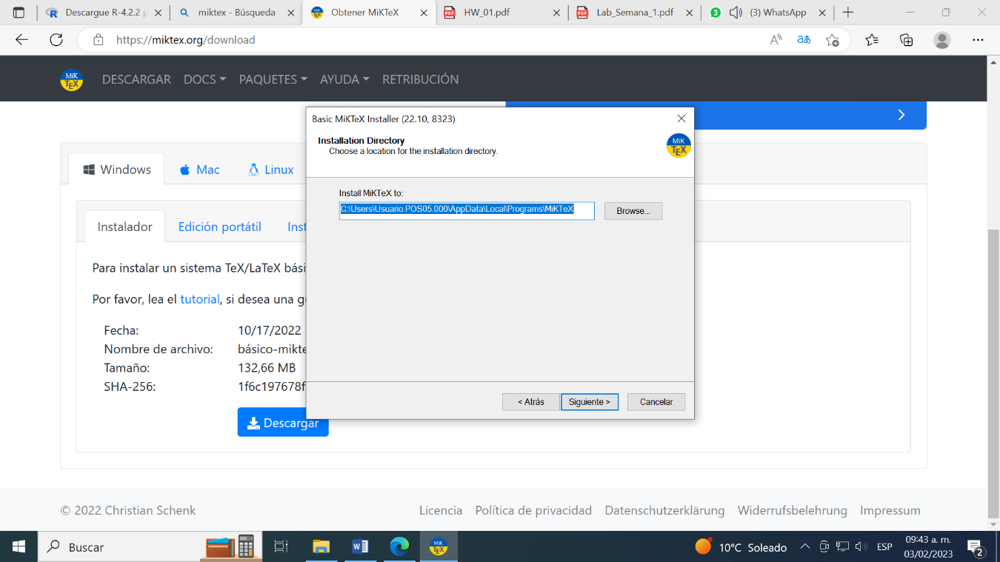 Descargue R-4.2.2 p
miktex - Búsqueda
Obtener MiKTeX
HW_01.pdf
Lab_Semana_1.pdf
(3) WhatsApp
https://miktex.org/download
MiK
TEX
DESCARGAR
DOCS
PAQUETES
AYUDA
RETRIBUCIÓN
Basic MiKTeX Installer (22.10, 8323)
Installation Directory
Choose a location for the installation directory.
MiK
TEX
Install MiKTeX to:
C:\Users\Usuario.POS05.000\AppData\Local\Programs\MiKTeX
Browse...
< Atrás
Siguiente >
Cancelar
Windows
Mac
Linux
Instalador
Edición portátil
Inst
Para instalar un sistema TeX/LaTeX bási
Por favor, lea el tutorial, si desea una gu
Fecha: 10/17/2022
Nombre de archivo: básico-mikte
Tamaño: 132,66 MB
SHA-256: 1f6c197678f
Descargar
© 2022 Christian Schenk
Licencia
Política de privacidad
Datenschutzerklärung
Widerrufsbelehrung
Impressum
Buscar
10°C Soleado
ESP
09:43 a. m.
03/02/2023
2